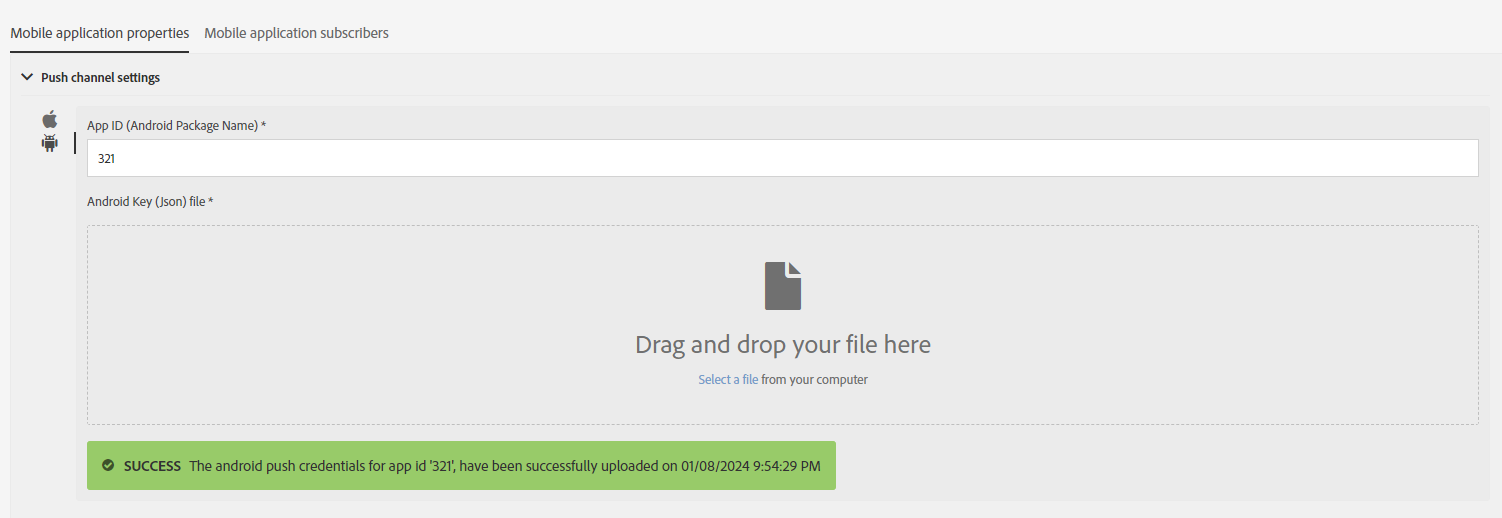 Mobile application properties Mobile application subscribers
Push channel settings
App ID (Android Package Name) *
321
Android Key (Json) file *
Drag and drop your file here
Select a file from your computer
SUCCESS The android push credentials for app id '321', have been successfully uploaded on 01/08/2024 9:54:29 PM